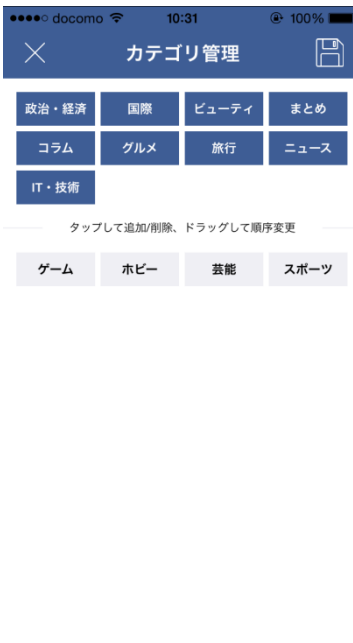 docomo 10:31 100%
カテゴリ管理
政治・経済 国際 ビューティ まとめ
コラム グルメ 旅行 ニュース
IT・技術
タップして追加/削除、ドラッグして順序変更
ゲーム ホビー 芸能 スポーツ